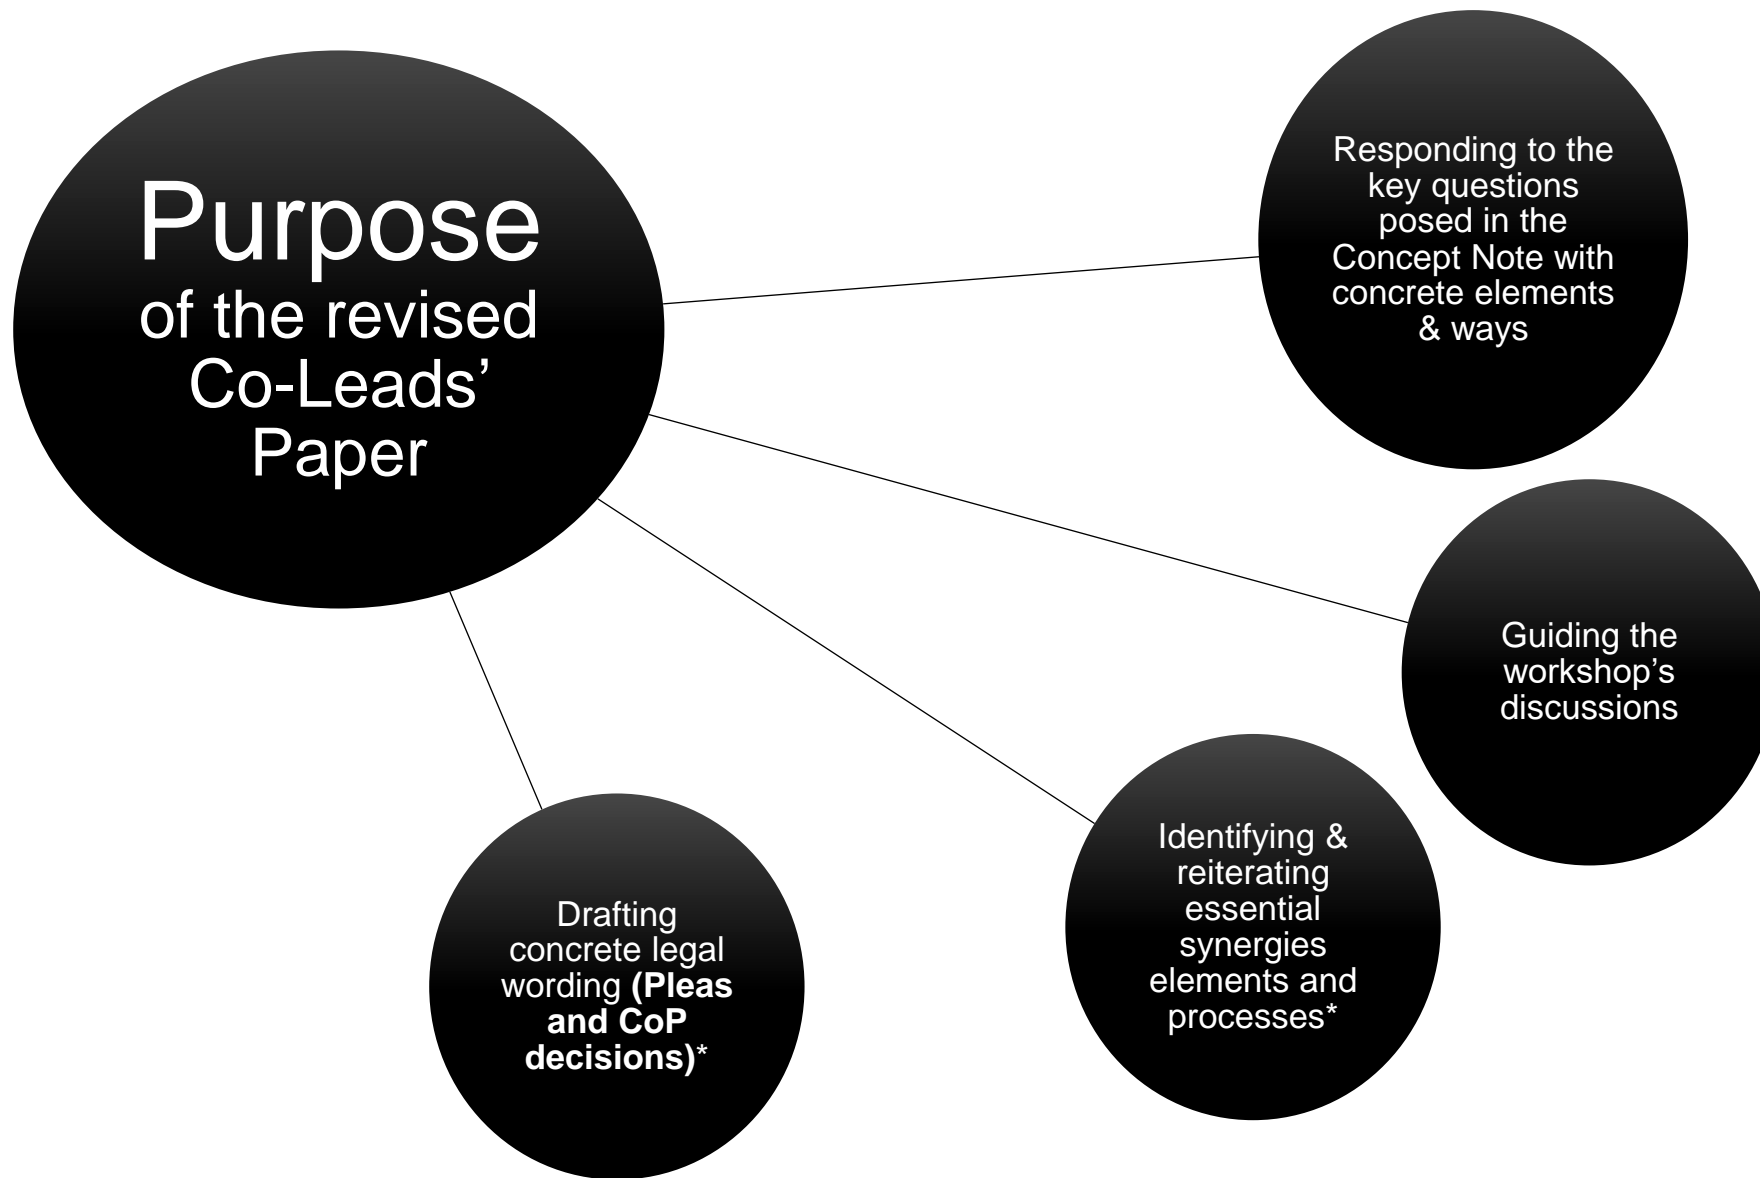 Purpose
of the revised
Co-Leads’
Paper
Responding to the
key questions
posed in the
Concept Note with
concrete elements
& ways
Guiding the
workshop’s
discussions
Identifying &
reiterating
essential
synergies
elements and
processes*
Drafting
concrete legal
wording (Pleas
and CoP
decisions)*